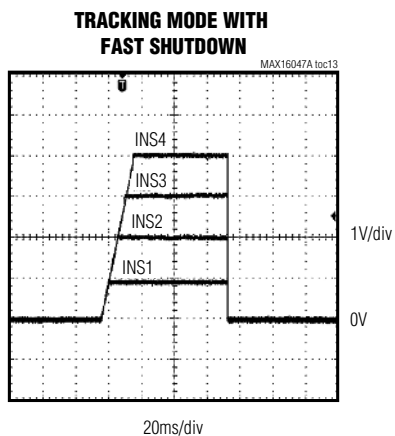 TRACKING MODE WITH
FAST SHUTDOWN
MAX16047A toc13
T
INS4
INS3
INS2
1V/div
INS1
0V
20ms/div